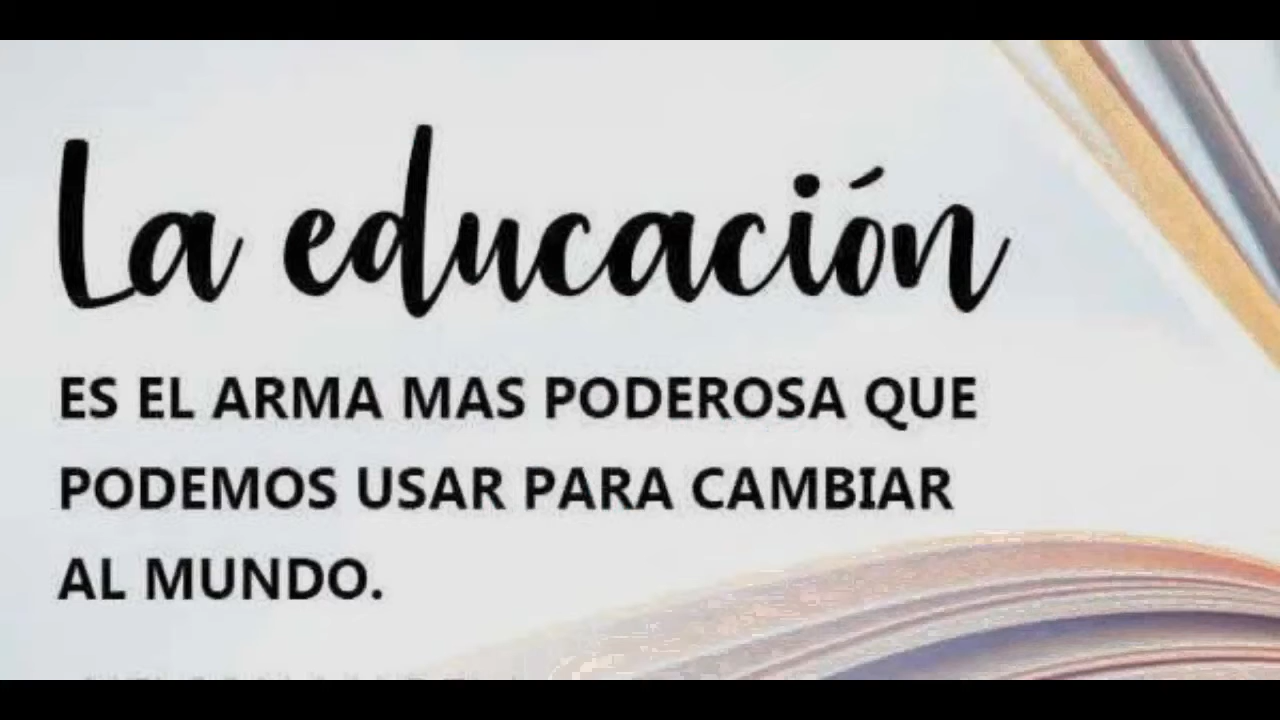 La educación
ES EL ARMA MAS PODEROSA QUE
PODEMOS USAR PARA CAMBIAR
AL MUNDO.